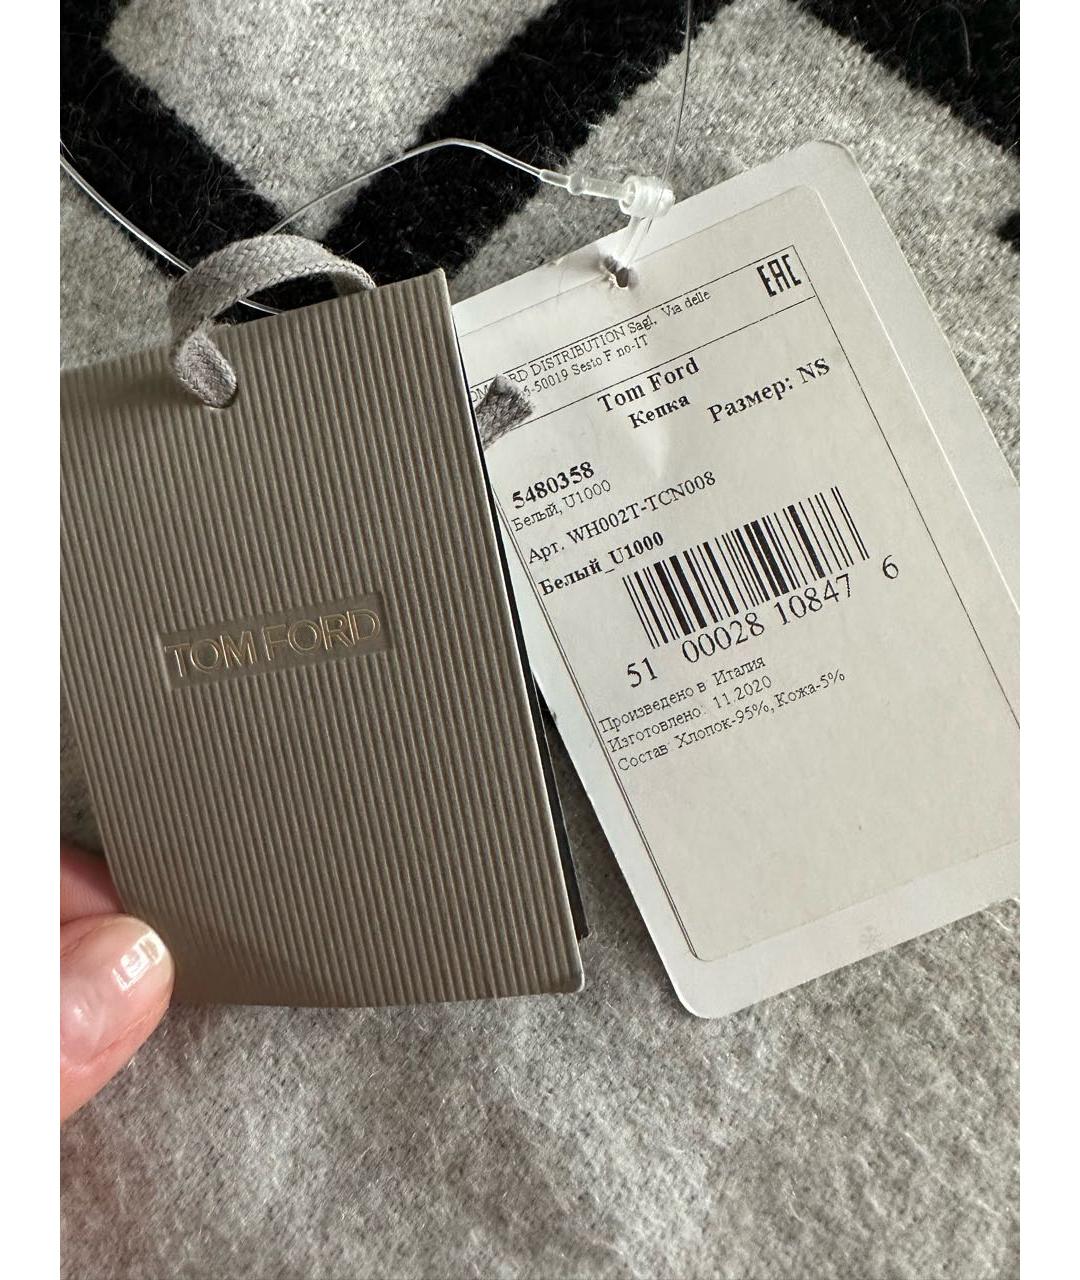 TOM FORD
EAC
DISTRIBUTION Sagl, Via delle
6-50019 Sesto F no-IT
Tom Ford
Кепка
Размер: NS
5480358
Белый, U1000
Арт. WH002T-TCN008
Белый_U1000
51 00028 10847 6
Произведено в Италия
Изготовлено: 11.2020
Состав: Хлопок-95%, Кожа-5%